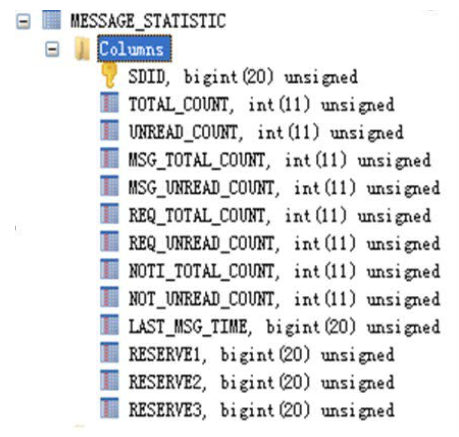 MESSAGE_STATISTIC
Columns
SDID, bigint(20) unsigned
TOTAL_COUNT, int(11) unsigned
UNREAD_COUNT, int(11) unsigned
MSG_TOTAL_COUNT, int(11) unsigned
MSG_UNREAD_COUNT, int(11) unsigned
REQ_TOTAL_COUNT, int(11) unsigned
REQ_UNREAD_COUNT, int(11) unsigned
NOTI_TOTAL_COUNT, int(11) unsigned
NOT_UNREAD_COUNT, int(11) unsigned
LAST_MSG_TIME, bigint(20) unsigned
RESERVE1, bigint(20) unsigned
RESERVE2, bigint(20) unsigned
RESERVE3, bigint(20) unsigned